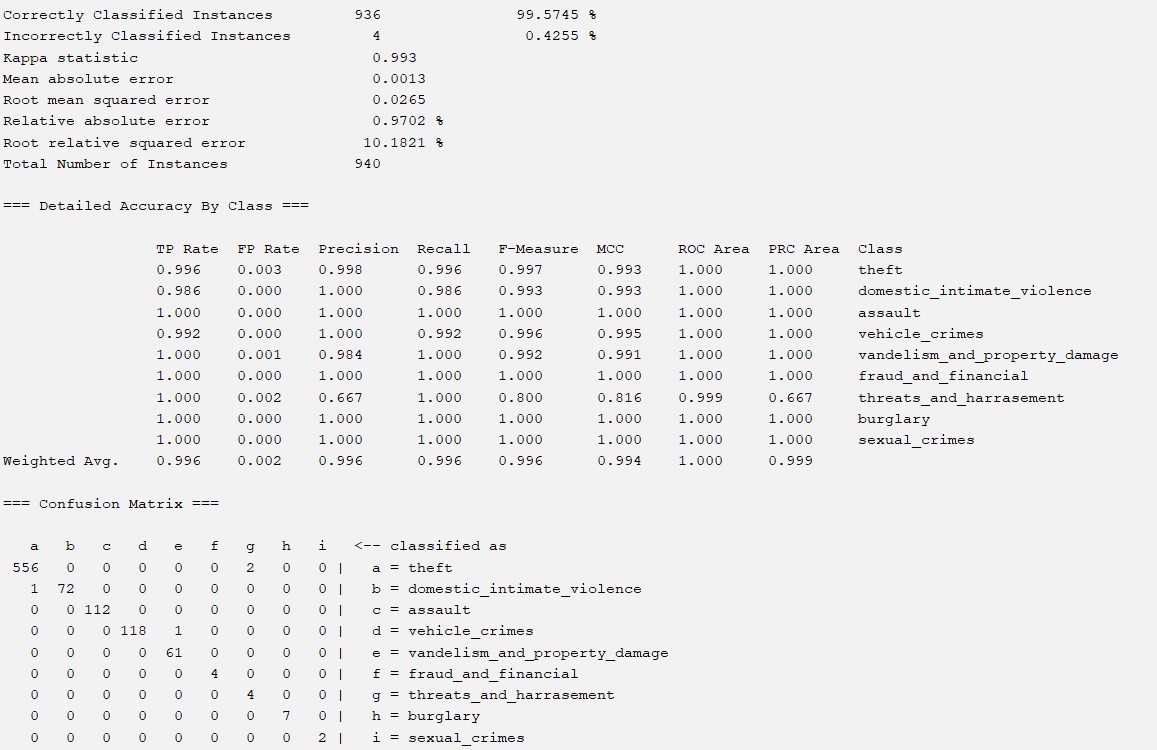 Correctly Classified Instances         936               99.5745 %
Incorrectly Classified Instances         4                0.4255 %
Kappa statistic                          0.993
Mean absolute error                      0.0013
Root mean squared error                  0.0265
Relative absolute error                  0.9702 %
Root relative squared error             10.1821 %
Total Number of Instances              940
=== Detailed Accuracy By Class ===
                 TP Rate  FP Rate  Precision  Recall   F-Measure  MCC      ROC Area  PRC Area  Class
                 0.996    0.003    0.998      0.996    0.997      0.993    1.000     1.000     theft
                 0.986    0.000    1.000      0.986    0.993      0.993    1.000     1.000     domestic_intimate_violence
                 1.000    0.000    1.000      1.000    1.000      1.000    1.000     1.000     assault
                 0.992    0.000    1.000      0.992    0.996      0.995    1.000     1.000     vehicle_crimes
                 1.000    0.001    0.984      1.000    0.992      0.991    1.000     1.000     vandelism_and_property_damage
                 1.000    0.000    1.000      1.000    1.000      1.000    1.000     1.000     fraud_and_financial
                 1.000    0.002    0.667      1.000    0.800      0.816    0.999     0.667     threats_and_harrasement
                 1.000    0.000    1.000      1.000    1.000      1.000    1.000     1.000     burglary
                 1.000    0.000    1.000      1.000    1.000      1.000    1.000     1.000     sexual_crimes
Weighted Avg.    0.996    0.002    0.996      0.996    0.996      0.994    1.000     0.999
=== Confusion Matrix ===
   a   b   c   d   e   f   g   h   i   <-- classified as
 556   0   0   0   0   0   2   0   0 |   a = theft
   1  72   0   0   0   0   0   0   0 |   b = domestic_intimate_violence
   0   0 112   0   0   0   0   0   0 |   c = assault
   0   0   0 118   1   0   0   0   0 |   d = vehicle_crimes
   0   0   0   0  61   0   0   0   0 |   e = vandelism_and_property_damage
   0   0   0   0   0   4   0   0   0 |   f = fraud_and_financial
   0   0   0   0   0   0   4   0   0 |   g = threats_and_harrasement
   0   0   0   0   0   0   0   7   0 |   h = burglary
   0   0   0   0   0   0   0   0   2 |   i = sexual_crimes